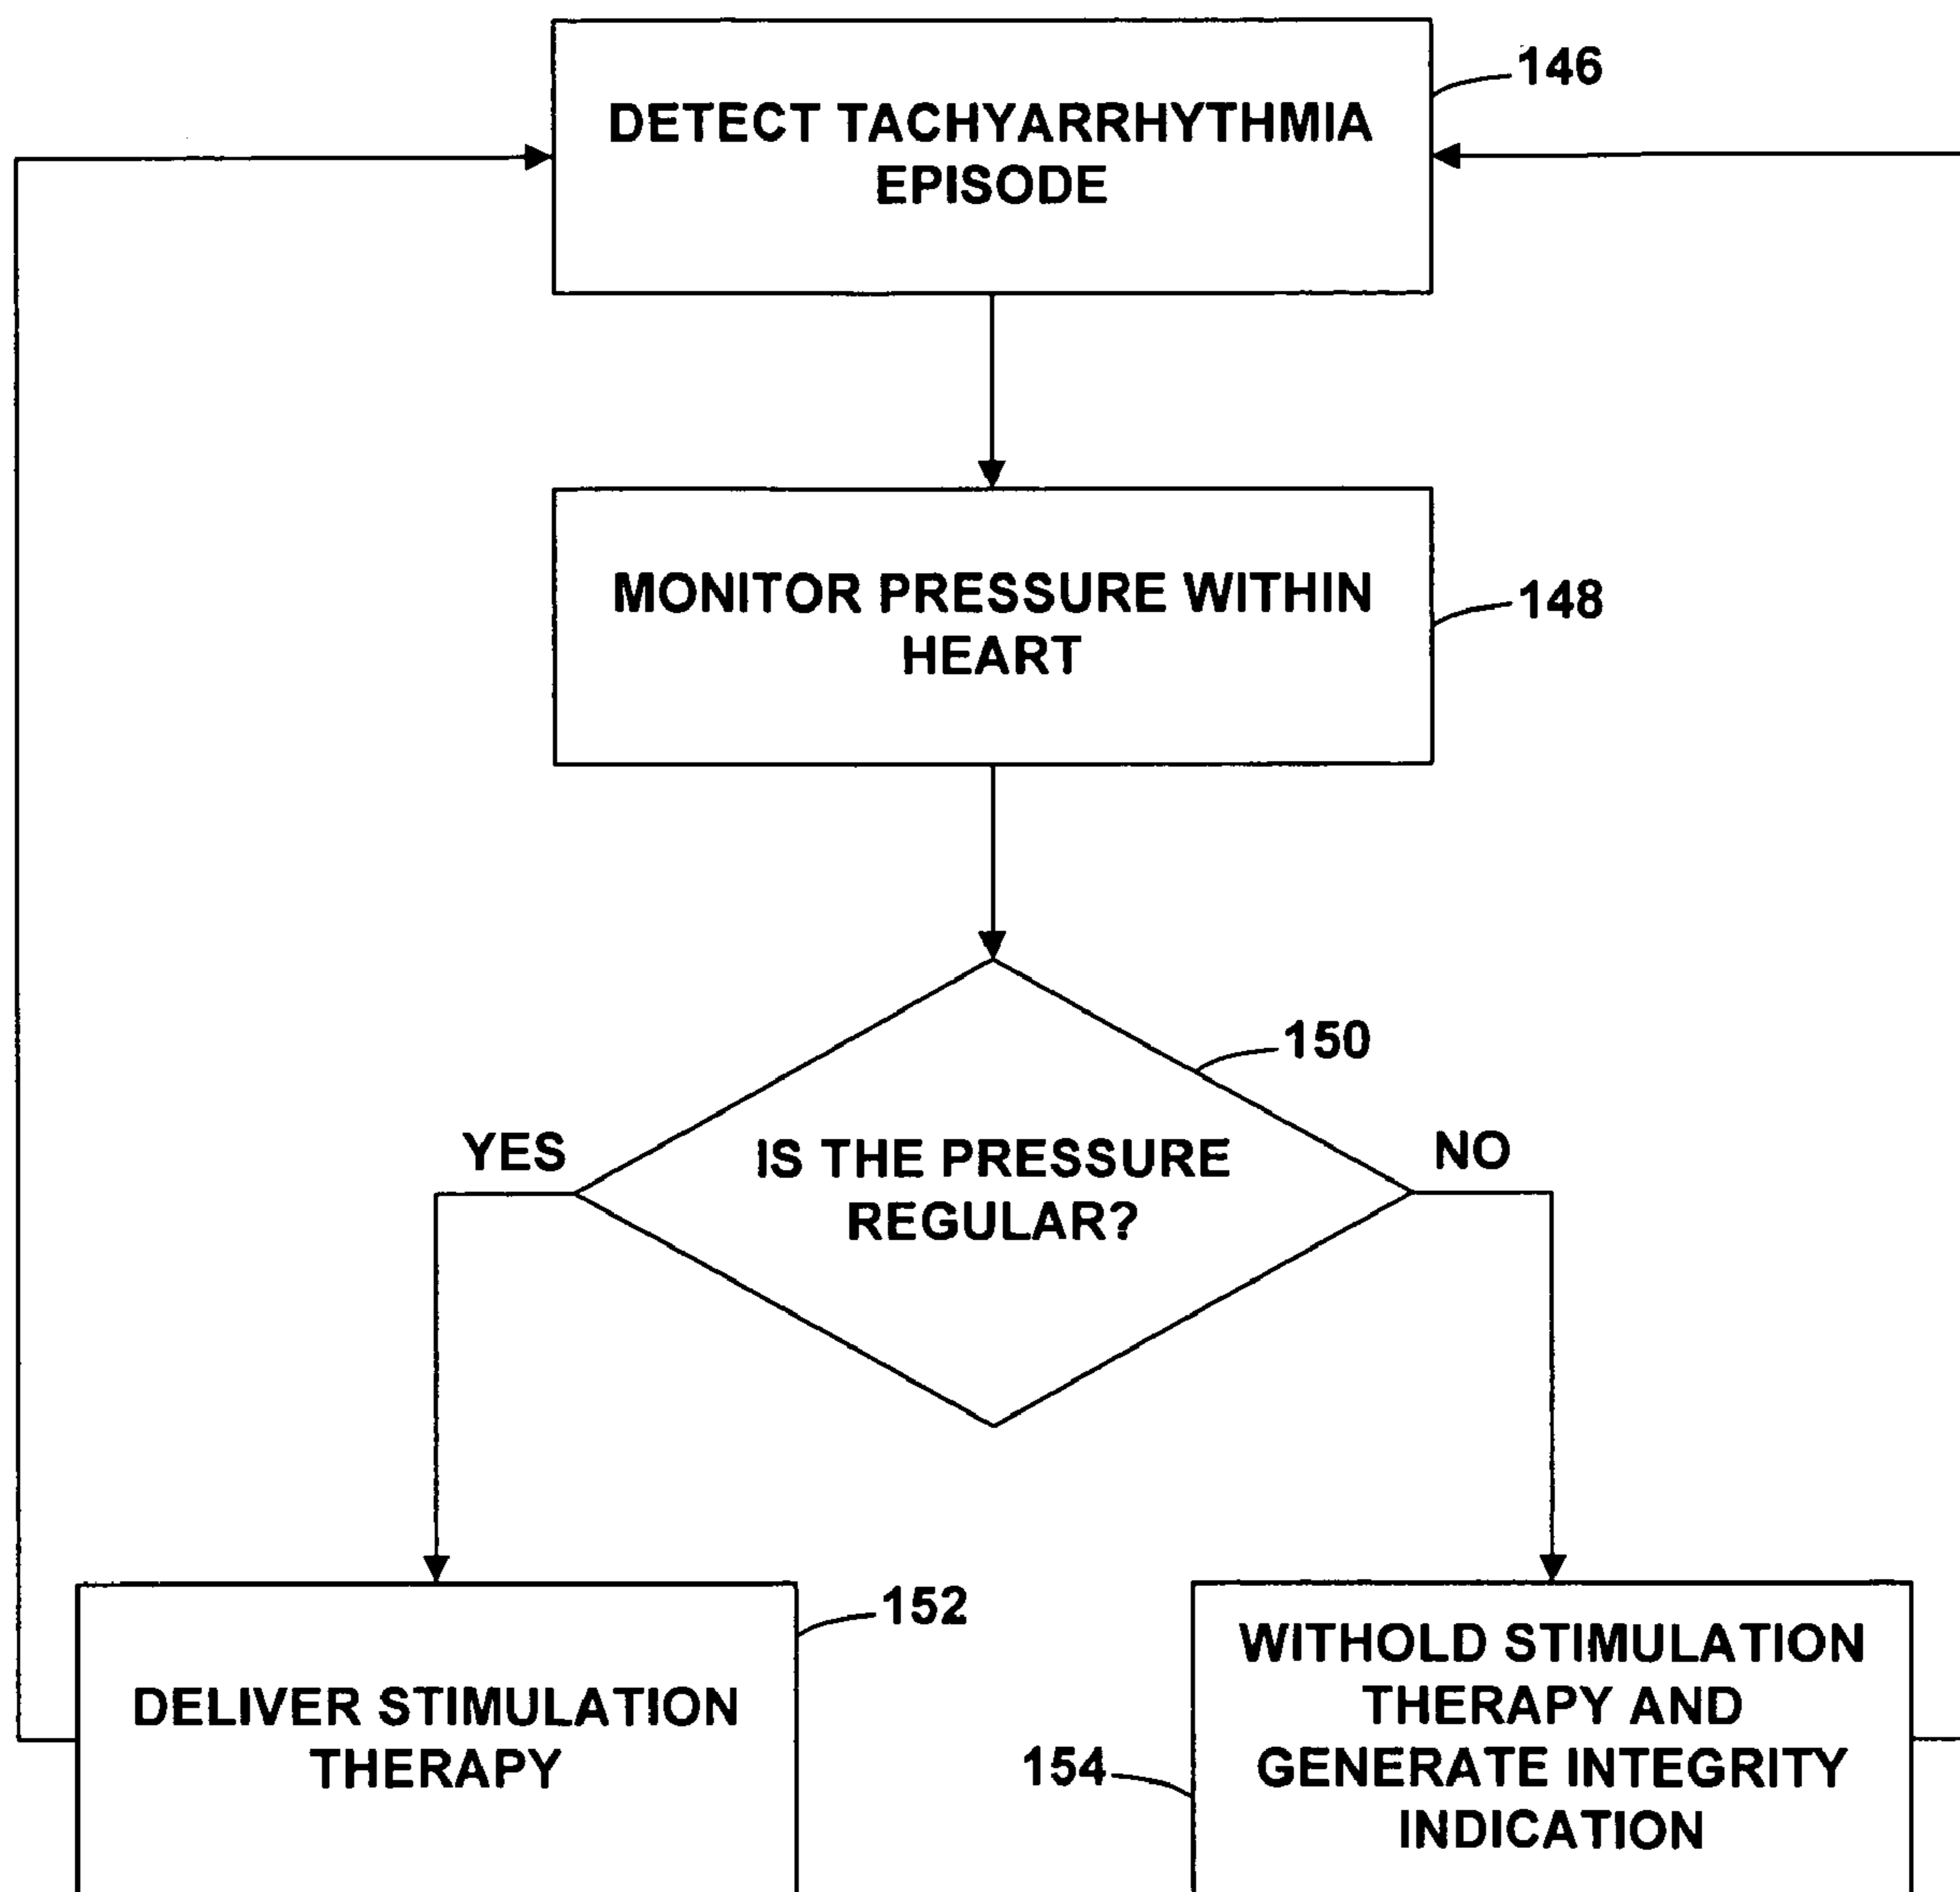 DETECT TACHYARRHYTHMIA
EPISODE
146
MONITOR PRESSURE WITHIN
HEART
148
150
IS THE PRESSURE
REGULAR?
YES
NO
152
DELIVER STIMULATION
THERAPY
WITHOLD STIMULATION
THERAPY AND
GENERATE INTEGRITY
INDICATION
154